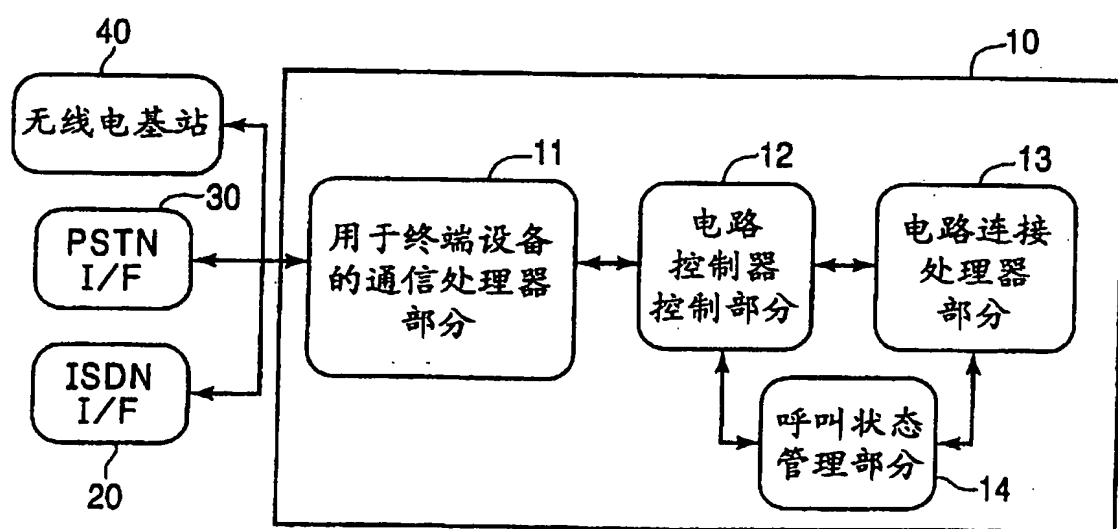 40
无线电基站
30
PSTN
I/F
ISDN
I/F
20
10
11
用于终端设备
的通信处理器
部分
12
电路
控制器
控制部分
13
电路连接
处理器
部分
呼叫状态
管理部分
14